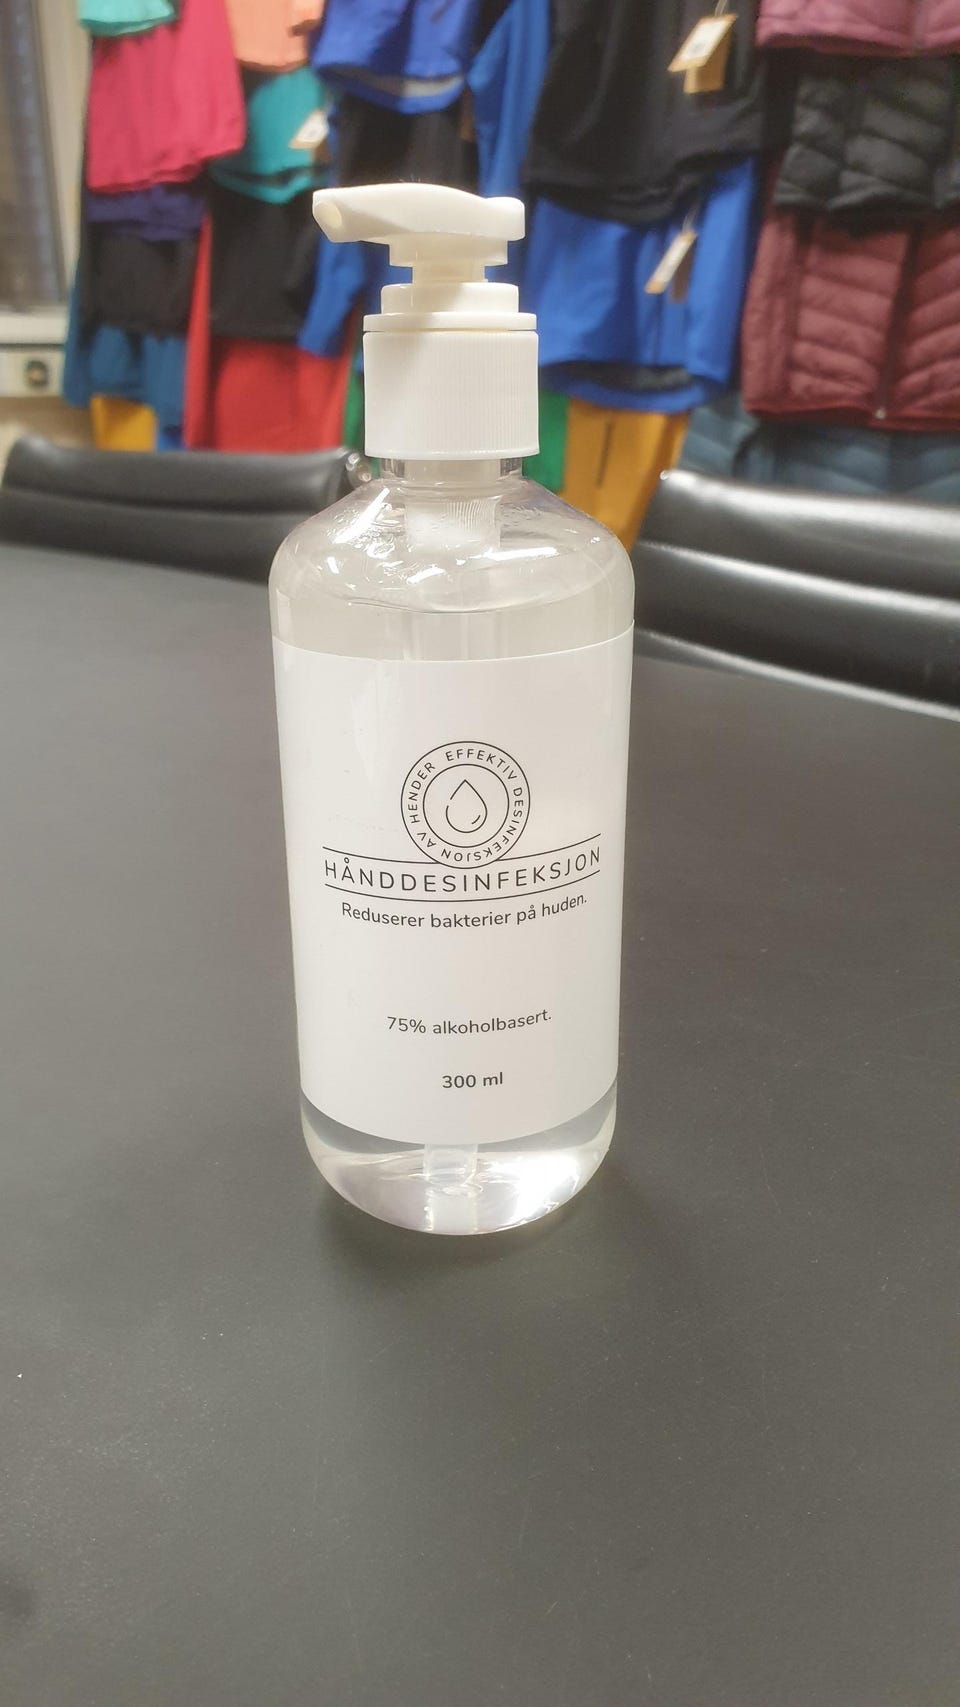 EFFEKTIV DESINFEKSJON AV HENDER
HÅNDDESINFEKSJON
Reduserer bakterier på huden.
75% alkoholbasert.
300 ml